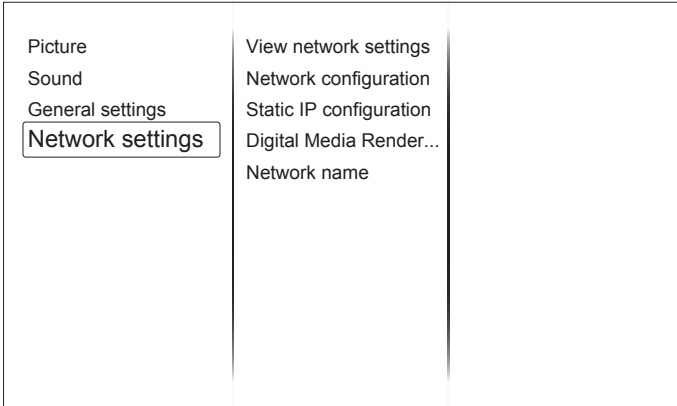 Picture
Sound
General settings
Network settings
View network settings
Network configuration
Static IP configuration
Digital Media Render...
Network name